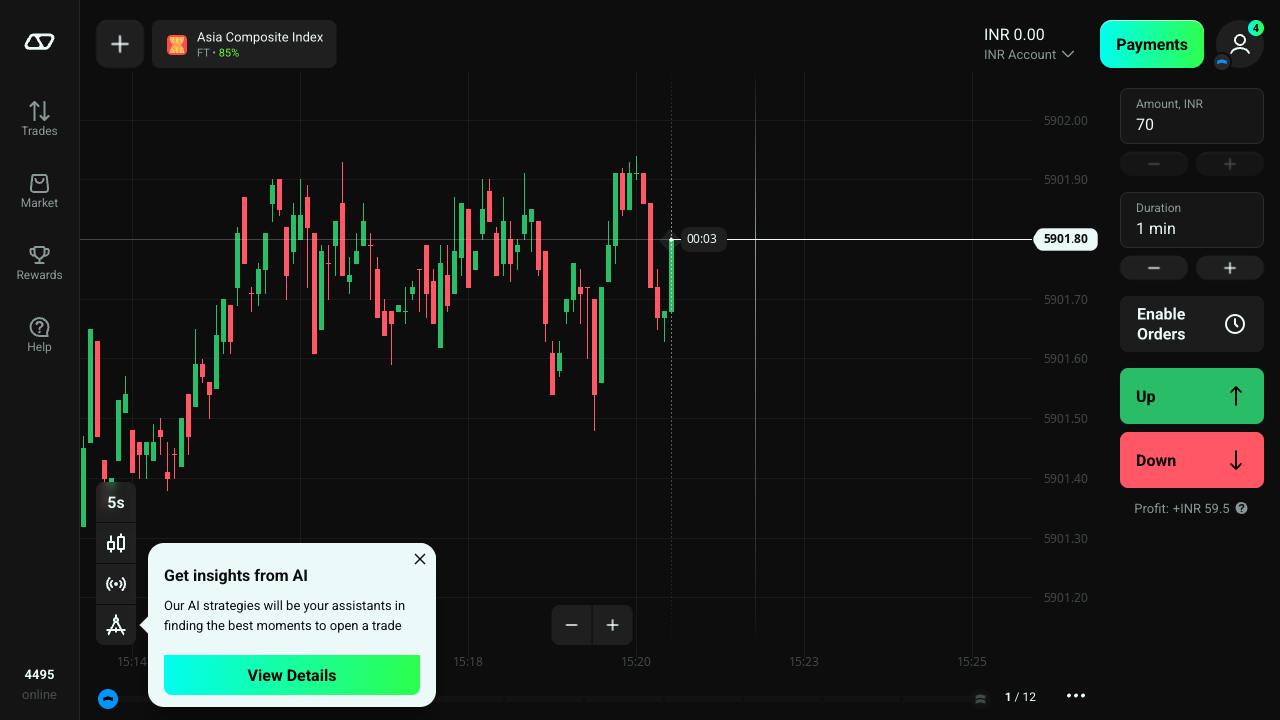 Asia Composite Index
FT • 85%
INR 0.00
INR Account
Payments
4
Trades
Market
Rewards
Help
4495
online
5902.00
5901.90
5901.80
5901.70
5901.60
5901.50
5901.40
5901.30
5901.20
00:03
Amount, INR
70
Duration
1 min
Enable
Orders
Up
Down
Profit: +INR 59.5
5s
Get insights from AI
Our AI strategies will be your assistants in
finding the best moments to open a trade
View Details
15:14
15:18
15:20
15:23
15:25
1 / 12